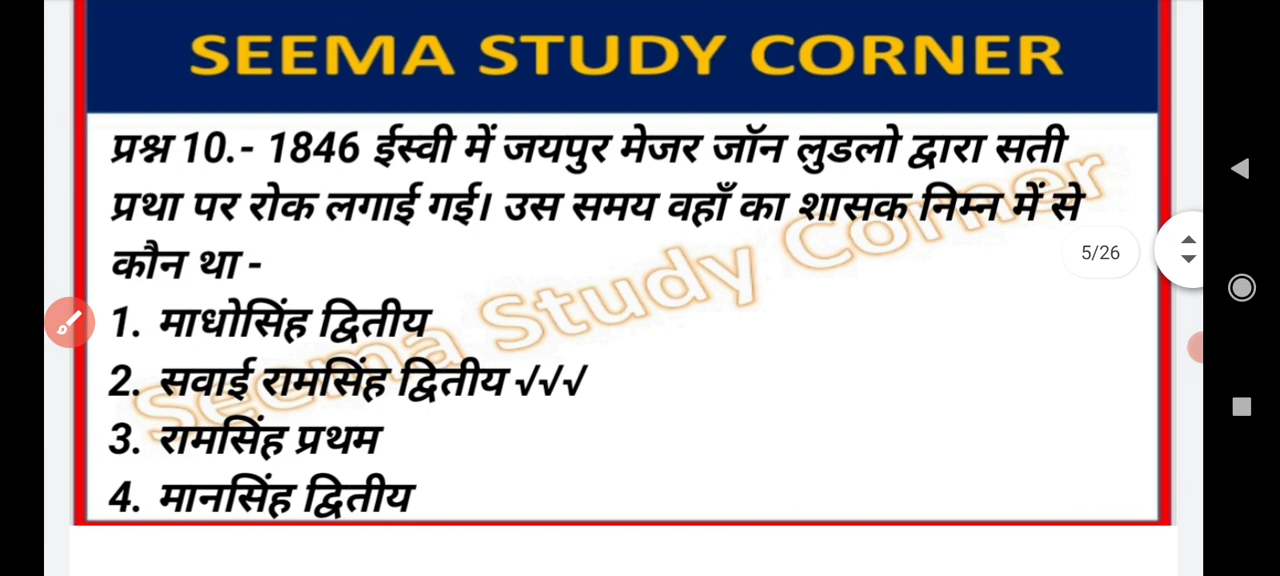 SEEMA STUDY CORNER
प्रश्न 10.- 1846 ईस्वी में जयपुर मेजर जॉन लुडलो द्वारा सती
प्रथा पर रोक लगाई गई। उस समय वहाँ का शासक निम्न में से
कौन था -
5/26
1. माधोसिंह द्वितीय
2. सवाई रामसिंह द्वितीय √√√
3. रामसिंह प्रथम
4. मानसिंह द्वितीय
Seema Study Corner